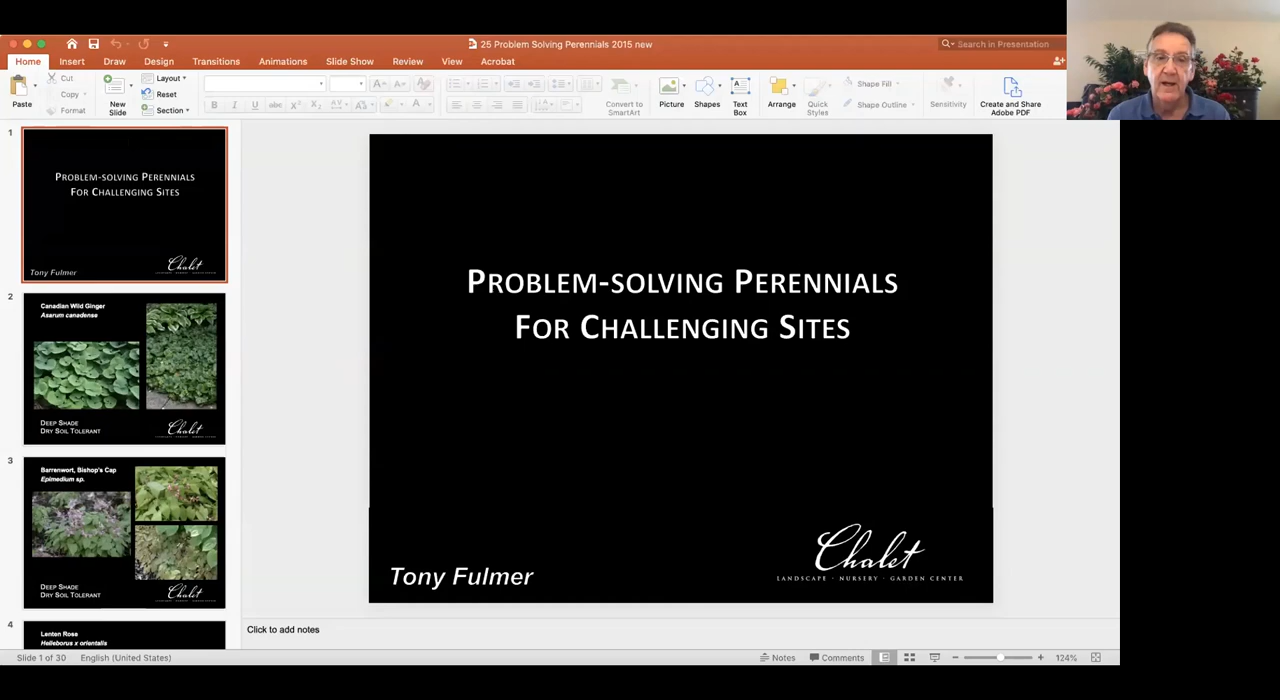 25 Problem Solving Perennials 2015 new
Search in Presentation
Home Insert Draw Design Transitions Animations Slide Show Review View Acrobat
Paste
Cut
Copy
Format
New Slide
Layout
Reset
Section
Convert to SmartArt
Picture
Shapes
Text Box
Arrange
Quick Styles
Shape Fill
Shape Outline
Sensitivity
Create and Share Adobe PDF
1
PROBLEM-SOLVING PERENNIALS
FOR CHALLENGING SITES
Tony Fulmer
Chalet
2
Canadian Wild Ginger
Asarum canadense
DEEP SHADE
DRY SOIL TOLERANT
Chalet
3
Barrenwort, Bishop's Cap
Epimedium sp.
DEEP SHADE
DRY SOIL TOLERANT
Chalet
4
Lenten Rose
Helleborus x orientalis
PROBLEM-SOLVING PERENNIALS
FOR CHALLENGING SITES
Tony Fulmer
Chalet
LANDSCAPE · NURSERY · GARDEN CENTER
Click to add notes
Slide 1 of 30 English (United States)
Notes Comments 124%